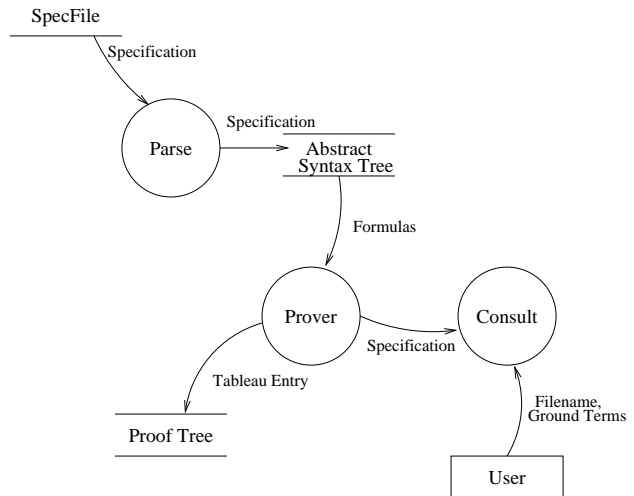 SpecFile
Specification
Specification
Parse
Abstract
Syntax Tree
Formulas
Prover
Consult
Specification
Tableau Entry
Filename,
Ground Terms
Proof Tree
User